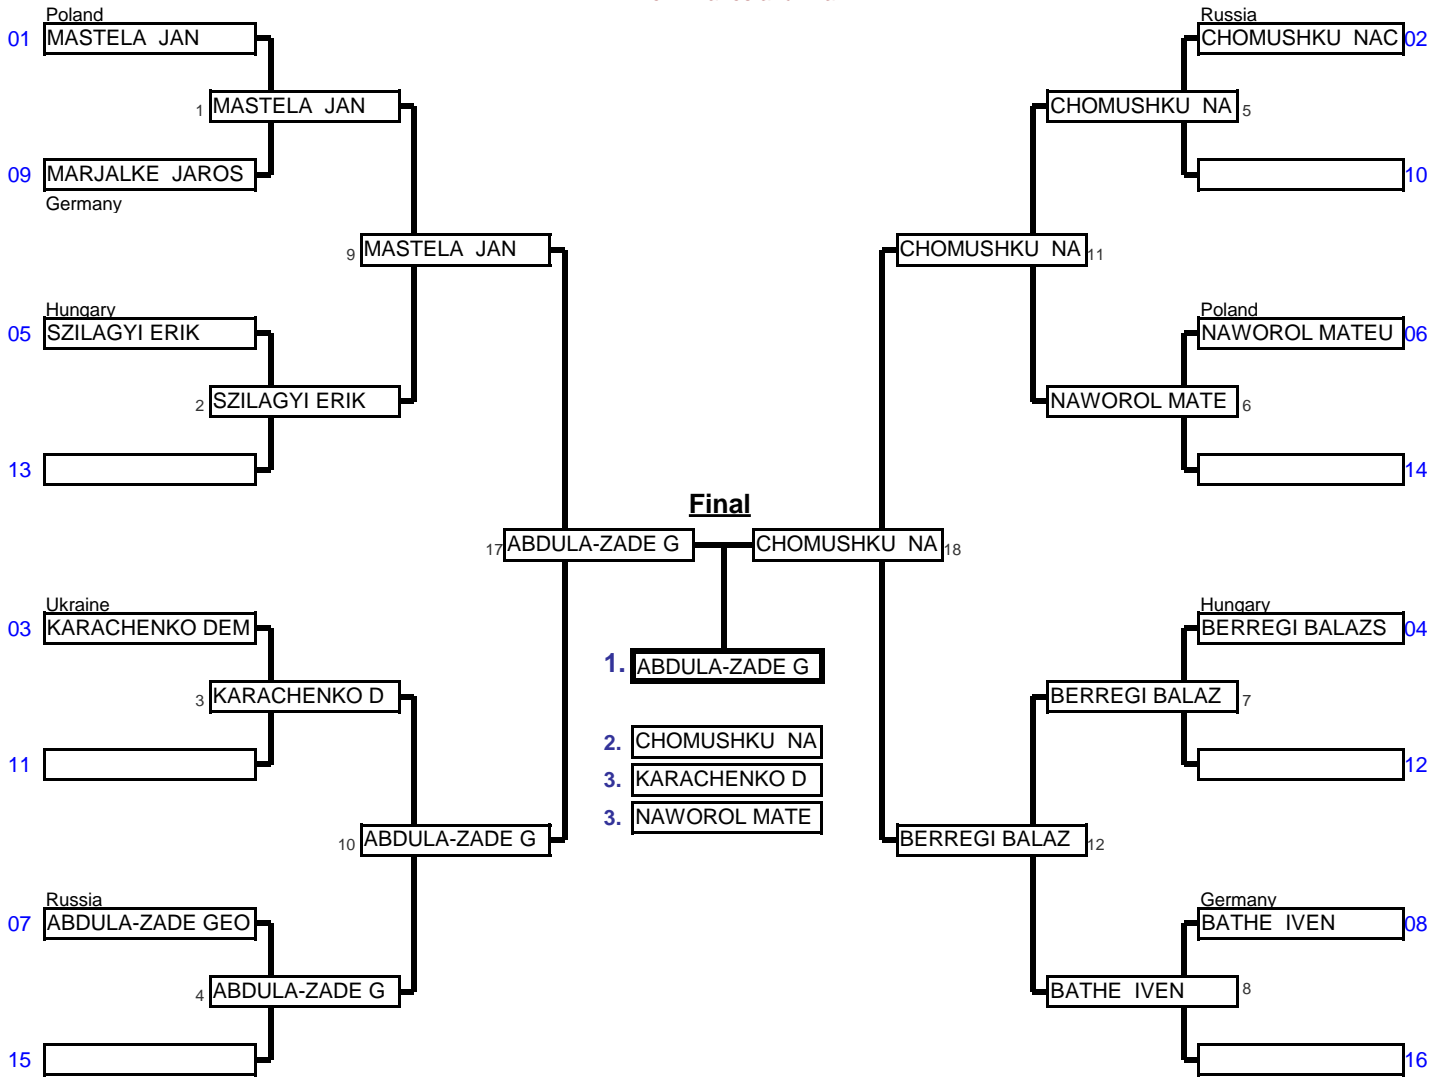 Poland
01 MASTELA JAN
1 MASTELA JAN
09 MARJALKE JAROS
Germany
9 MASTELA JAN
Hungary
05 SZILAGYI ERIK
2 SZILAGYI ERIK
13
17 ABDULA-ZADE G
Ukraine
03 KARACHENKO DEM
3 KARACHENKO D
11
10 ABDULA-ZADE G
Russia
07 ABDULA-ZADE GEO
4 ABDULA-ZADE G
15
Final
1. ABDULA-ZADE G
2. CHOMUSHKU NA
3. KARACHENKO D
3. NAWOROL MATE
Russia
CHOMUSHKU NAC 02
CHOMUSHKU NA 5
10
CHOMUSHKU NA 11
Poland
NAWOROL MATEU 06
NAWOROL MATE 6
14
CHOMUSHKU NA 18
Hungary
BERREGI BALAZS 04
BERREGI BALAZ 7
12
BERREGI BALAZ 12
Germany
BATHE IVEN 08
BATHE IVEN 8
16